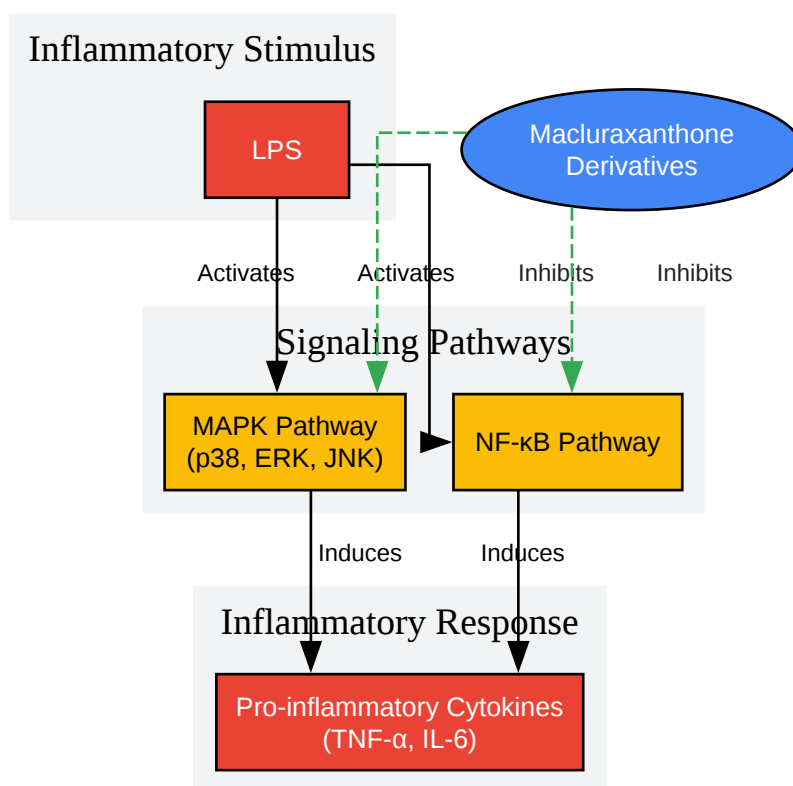 Inflammatory Stimulus
LPS
Macluraxanthone
Derivatives
Activates
Activates
Inhibits
Inhibits
Signaling Pathways
MAPK Pathway
(p38, ERK, JNK)
NF-κB Pathway
Induces
Induces
Inflammatory Response
Pro-inflammatory Cytokines
(TNF-α, IL-6)